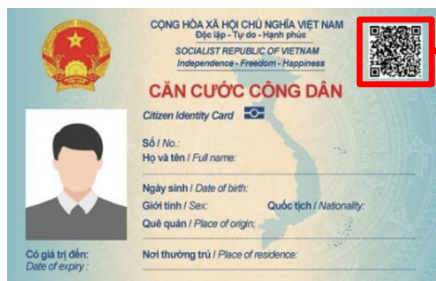 CỘNG HÒA XÃ HỘI CHỦ NGHĨA VIỆT NAM
Độc lập - Tự do - Hạnh phúc
SOCIALIST REPUBLIC OF VIETNAM
Independence - Freedom - Happiness
CĂN CƯỚC CÔNG DÂN
Citizen Identity Card
Số / No.:
Họ và tên / Full name:
Ngày sinh / Date of birth:
Giới tính / Sex: Quốc tịch / Nationality:
Quê quán / Place of origin:
Có giá trị đến: Nơi thường trú / Place of residence:
Date of expiry :